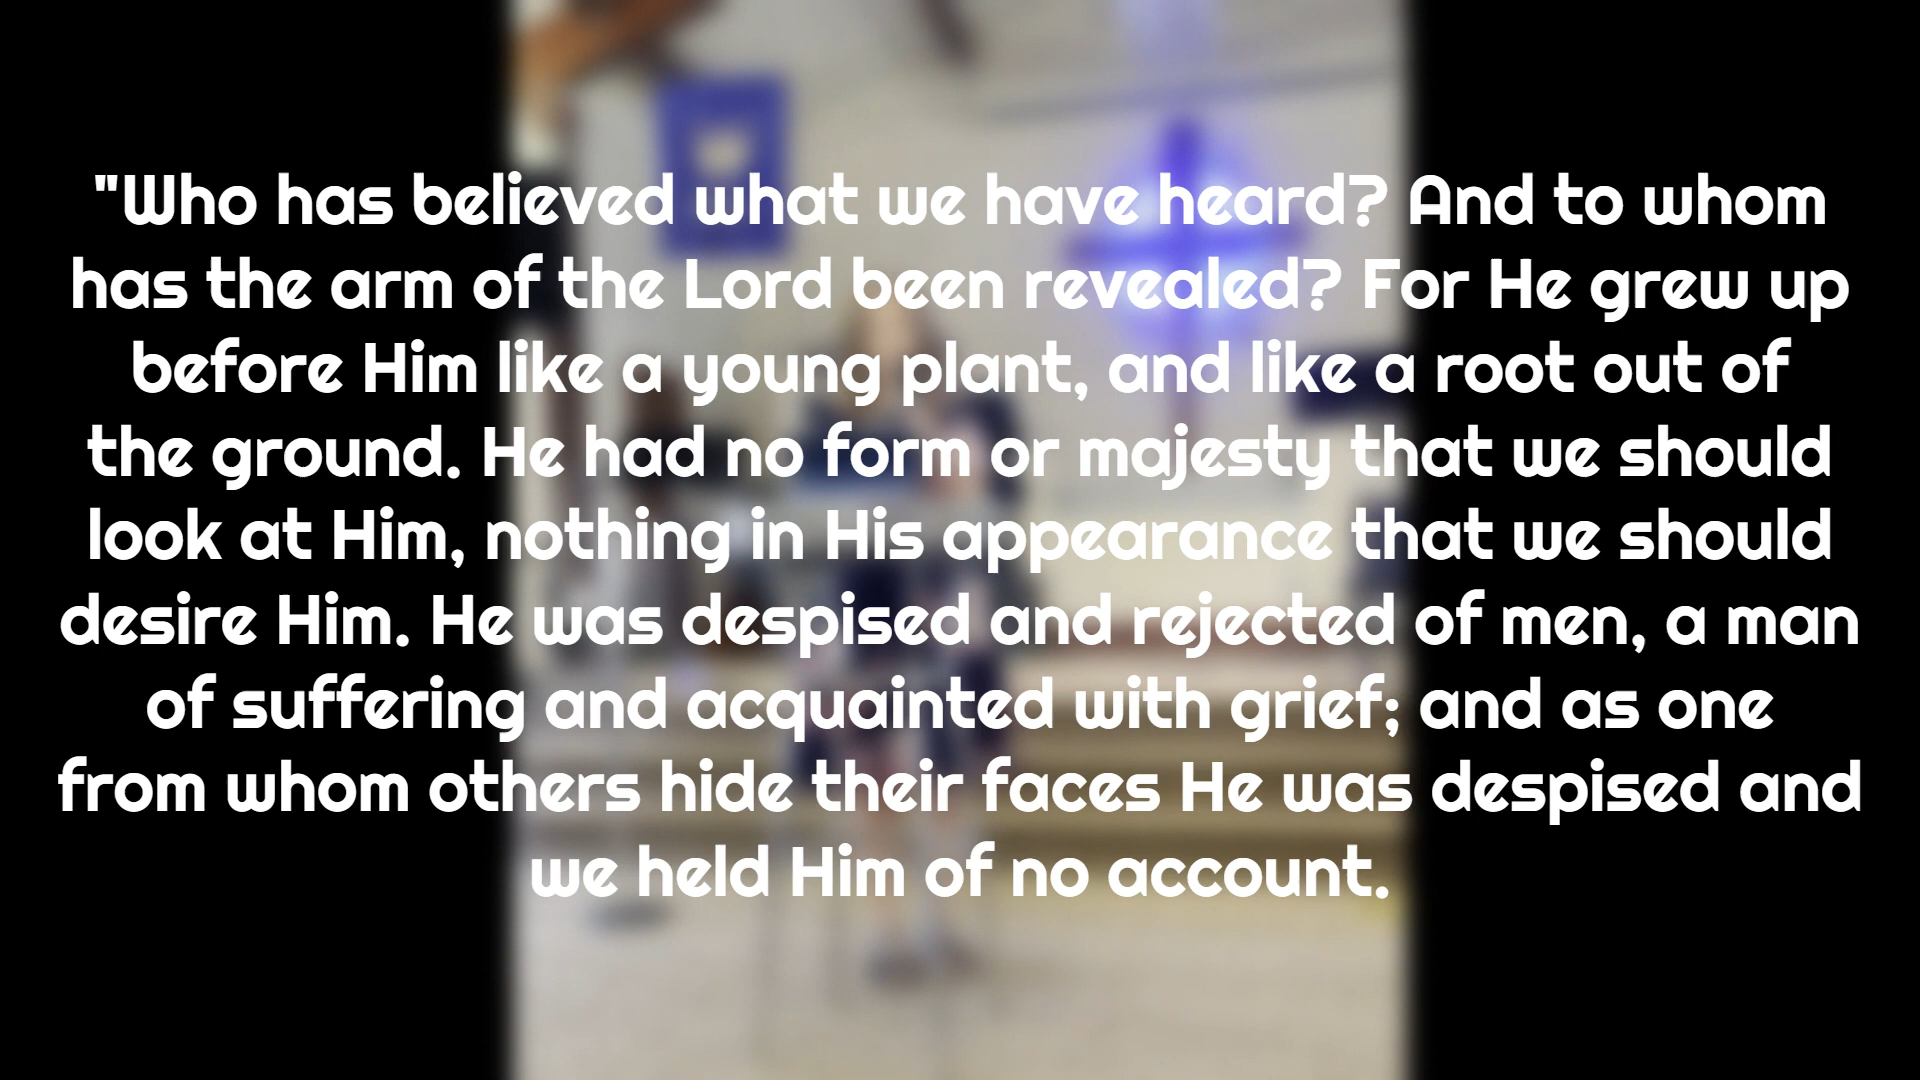 "Who has believed what we have heard? And to whom
has the arm of the Lord been revealed? For He grew up
before Him like a young plant, and like a root out of
the ground. He had no form or majesty that we should
look at Him, nothing in His appearance that we should
desire Him. He was despised and rejected of men, a man
of suffering and acquainted with grief; and as one
from whom others hide their faces He was despised and
we held Him of no account.